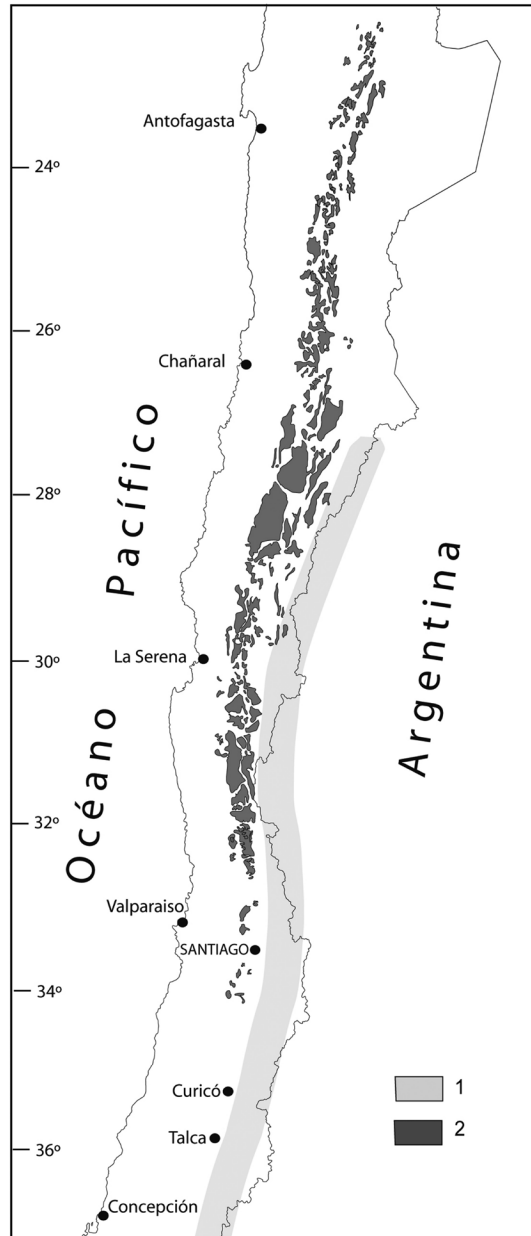 Antofagasta
24º
26º
Chañaral
Océano Pacífico
28º
Argentina
La Serena
30º
32º
Valparaiso
SANTIAGO
34º
1
Curicó
2
Talca
36º
Concepción